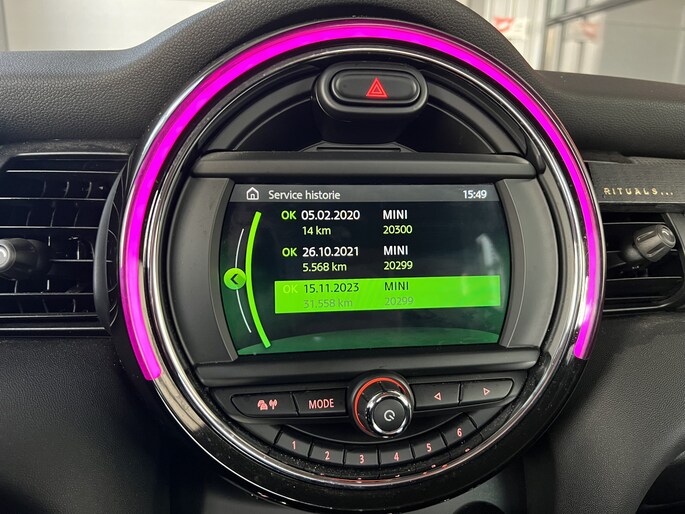 Service historie 15:49
OK 05.02.2020 MINI
14 km 20300
OK 26.10.2021 MINI
5.568 km 20299
OK 15.11.2023 MINI
31.558 km 20299
RITUALS...
MODE
1 2 3 4 5 6